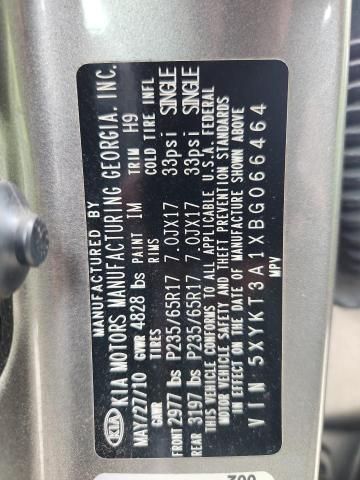 MANUFACTURED BY
KIA KIA MOTORS MANUFACTURING GEORGIA. INC.
MAY/27/10 GVWR 4828 lbs PAINT IM TRIM H9
GAWR TIRES RIMS COLD TIRE INFL
FRONT 2977 lbs P235/65R17 7.0JX17 33psi SINGLE
REAR 3197 lbs P235/65R17 7.0JX17 33psi SINGLE
THIS VEHICLE CONFORMS TO ALL APPLICABLE U.S.A. FEDERAL
MOTOR VEHICLE SAFETY AND THEFT PREVENTION STANDARDS
IN EFFECT ON THE DATE OF MANUFACTURE SHOWN ABOVE
VIN 5XYKT3A1XBG066464
MPV